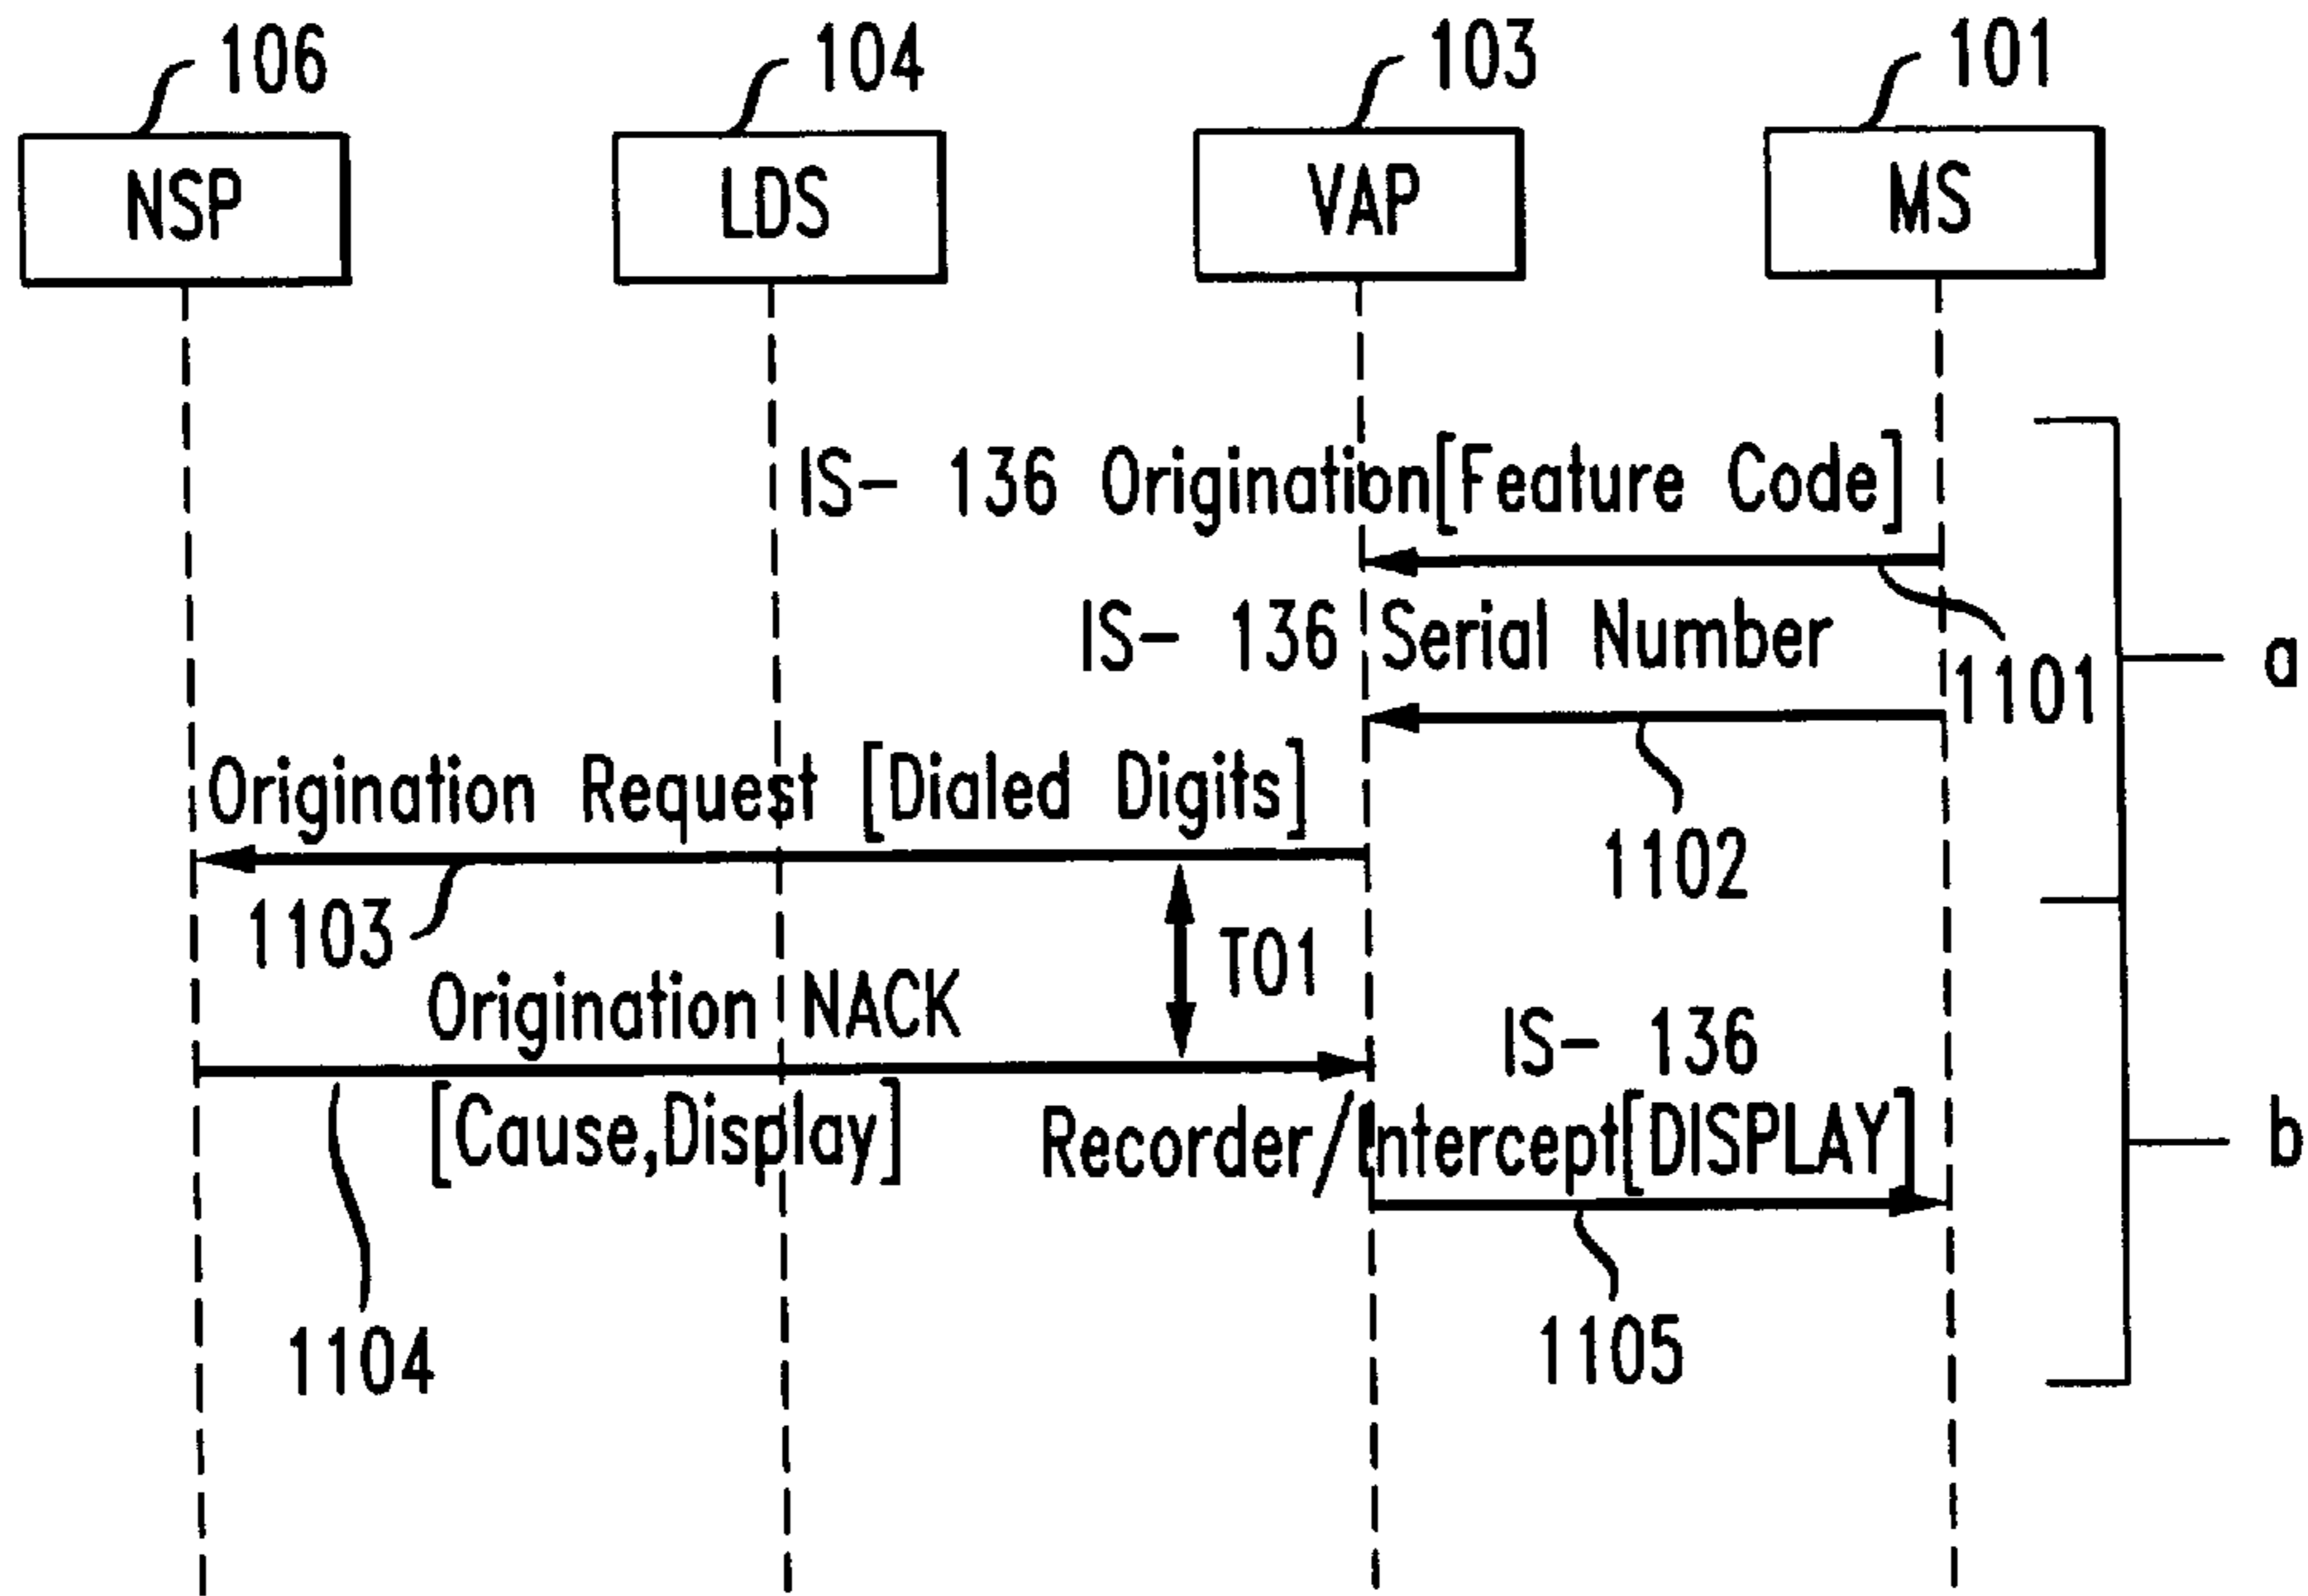 106
104
103
101
NSP
LDS
VAP
MS
IS- 136 Origination[Feature Code]
IS- 136 Serial Number
1101
a
Origination Request [Dialed Digits]
1102
1103
T01
Origination NACK
IS- 136
[Cause,Display]
Recorder/Intercept[DISPLAY]
b
1104
1105